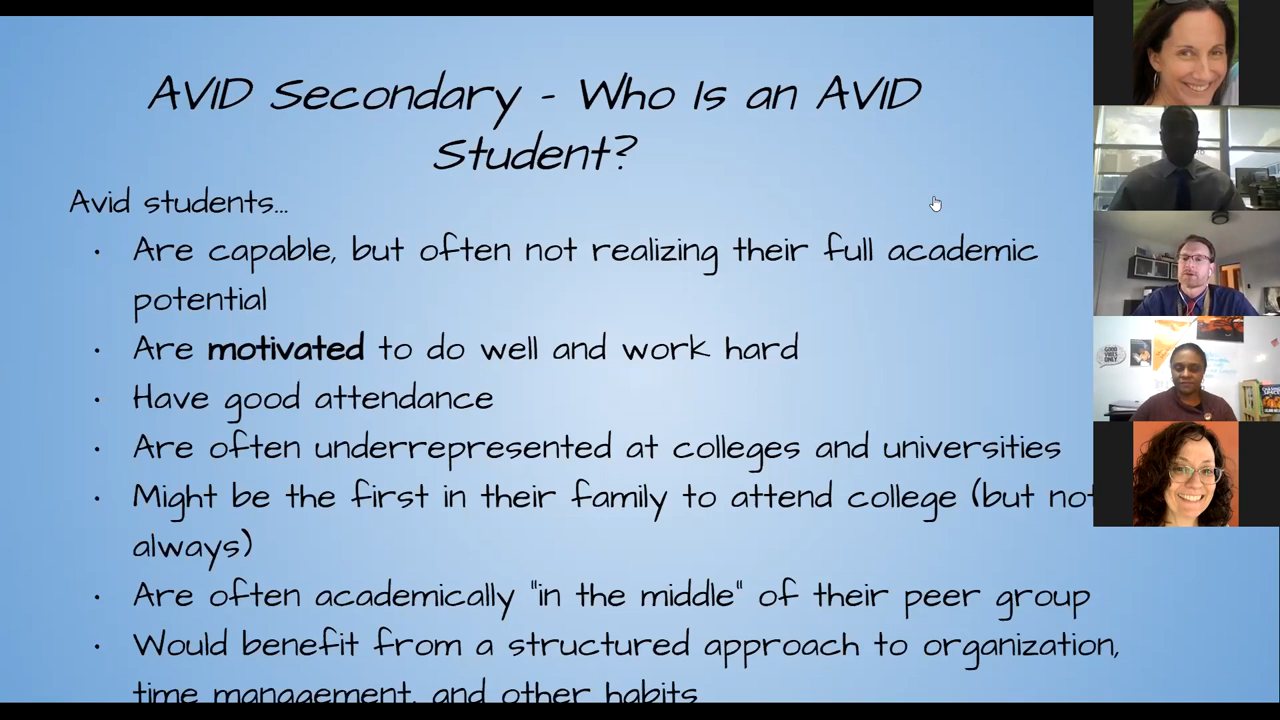 AVID Secondary - Who Is an AVID
Student?
Avid students...
• Are capable, but often not realizing their full academic
potential
• Are motivated to do well and work hard
• Have good attendance
• Are often underrepresented at colleges and universities
• Might be the first in their family to attend college (but not
always)
• Are often academically "in the middle" of their peer group
• Would benefit from a structured approach to organization,
time management, and other habits
GOOD
VIBES
ONLY